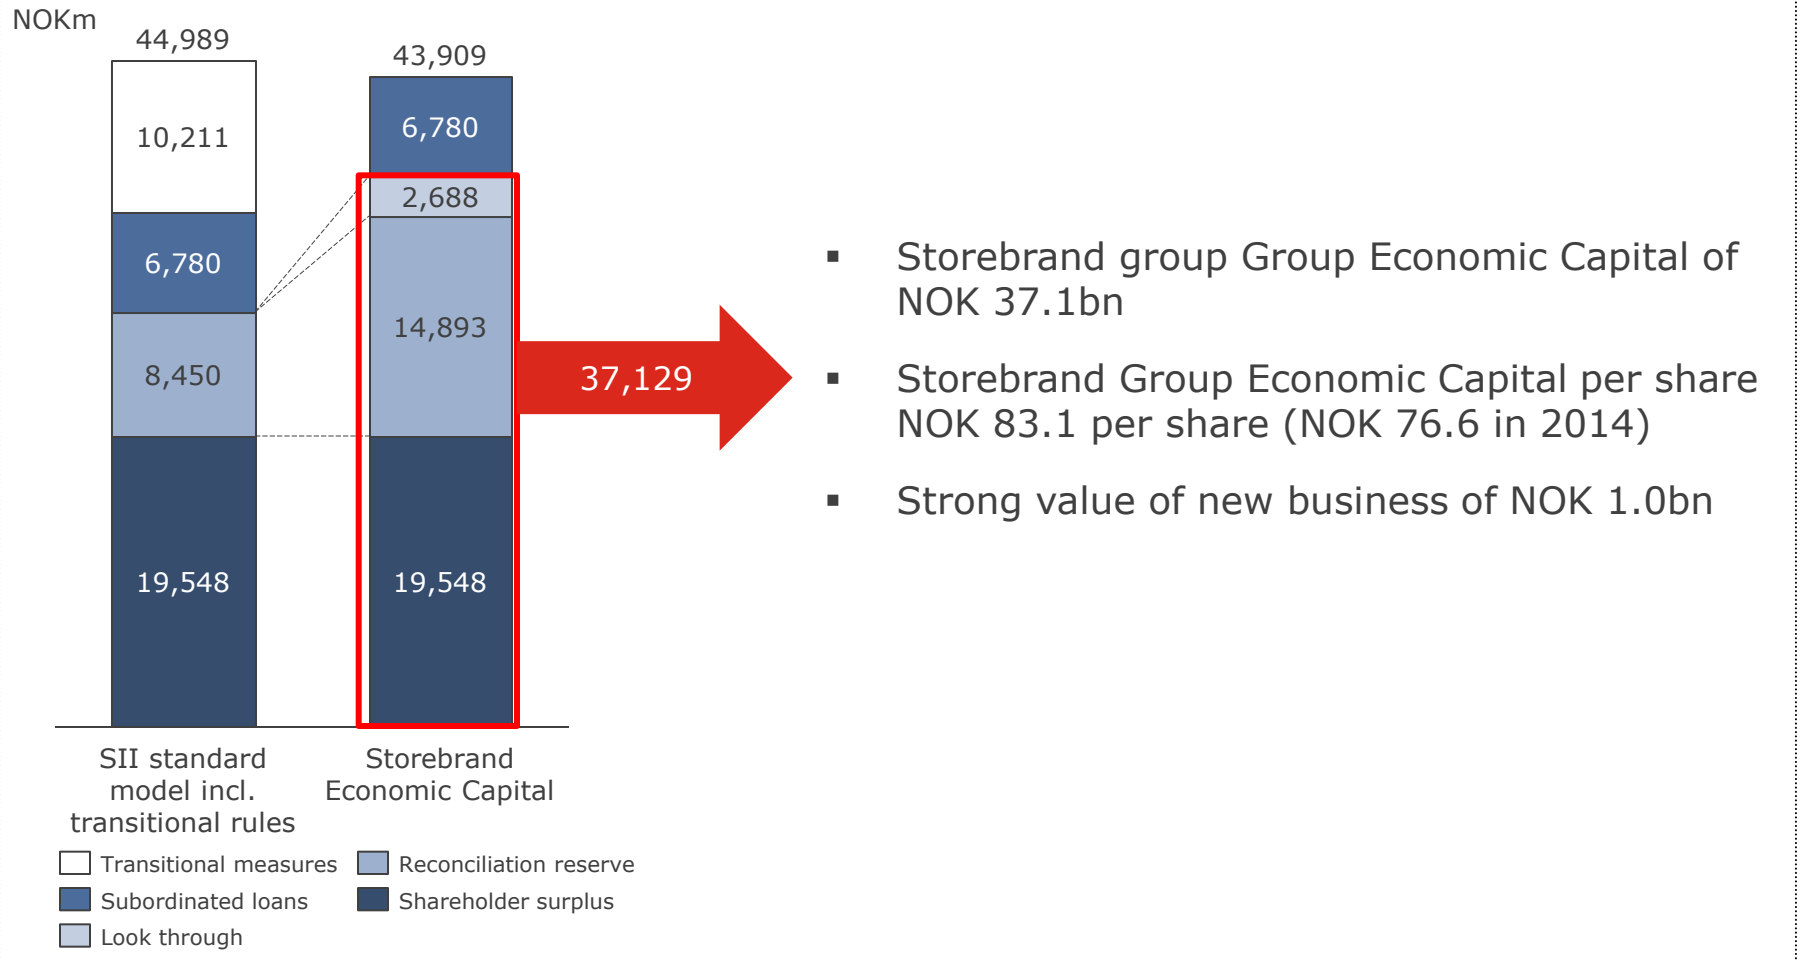 NOKm
44,989
43,909
10,211
6,780
2,688
6,780
14,893
8,450
37,129
19,548
19,548
SII standard
model incl.
transitional rules
Storebrand
Economic Capital
Transitional measures
Reconciliation reserve
Subordinated loans
Shareholder surplus
Look through
▪ Storebrand group Group Economic Capital of
NOK 37.1bn
▪ Storebrand Group Economic Capital per share
NOK 83.1 per share (NOK 76.6 in 2014)
▪ Strong value of new business of NOK 1.0bn